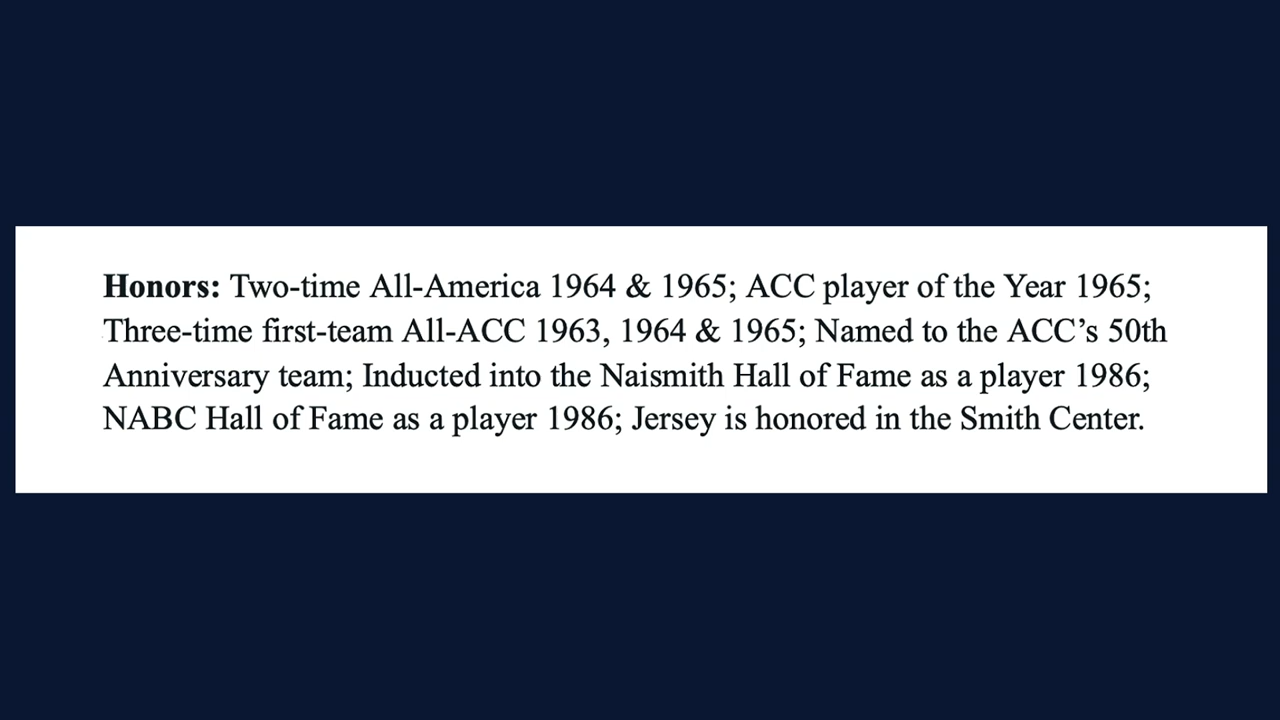 Honors: Two-time All-America 1964 & 1965; ACC player of the Year 1965;
Three-time first-team All-ACC 1963, 1964 & 1965; Named to the ACC’s 50th
Anniversary team; Inducted into the Naismith Hall of Fame as a player 1986;
NABC Hall of Fame as a player 1986; Jersey is honored in the Smith Center.